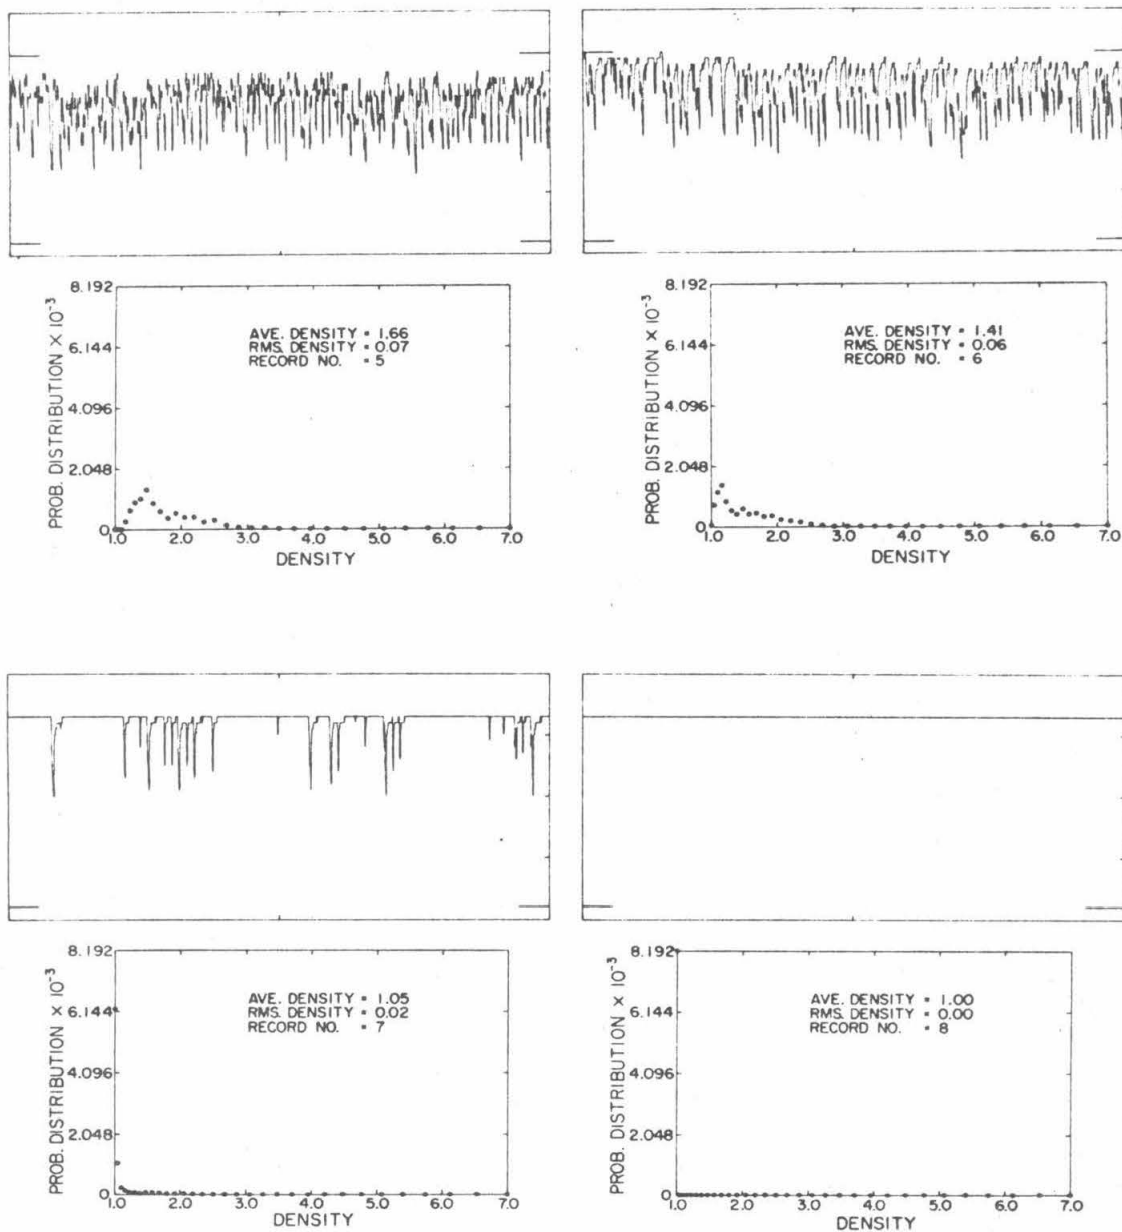 8.192
6.144
4.096
2.048
0
PROB. DISTRIBUTION × 10⁻³
AVE. DENSITY = 1.66
RMS. DENSITY = 0.07
RECORD NO. = 5
1.0 2.0 3.0 4.0 5.0 6.0 7.0
DENSITY
8.192
6.144
4.096
2.048
0
PROB. DISTRIBUTION × 10⁻³
AVE. DENSITY = 1.41
RMS. DENSITY = 0.06
RECORD NO. = 6
1.0 2.0 3.0 4.0 5.0 6.0 7.0
DENSITY
8.192
6.144
4.096
2.048
0
PROB. DISTRIBUTION × 10⁻³
AVE. DENSITY = 1.05
RMS. DENSITY = 0.02
RECORD NO. = 7
1.0 2.0 3.0 4.0 5.0 6.0 7.0
DENSITY
8.192
6.144
4.096
2.048
0
PROB. DISTRIBUTION × 10⁻³
AVE. DENSITY = 1.00
RMS. DENSITY = 0.00
RECORD NO. = 8
1.0 2.0 3.0 4.0 5.0 6.0 7.0
DENSITY